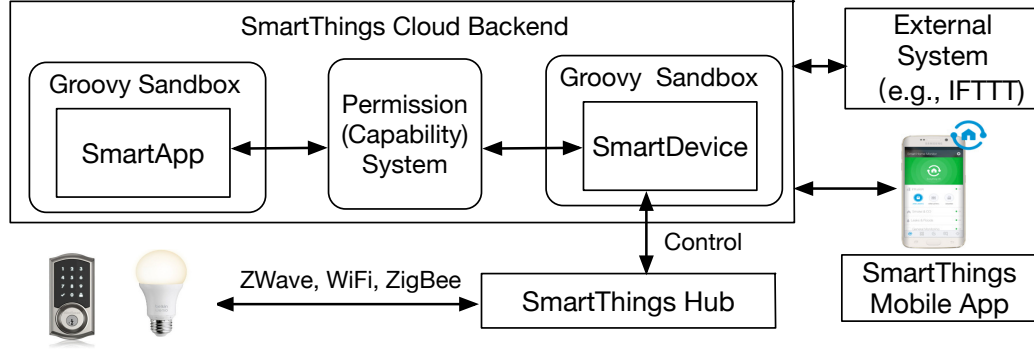 SmartThings Cloud Backend
Groovy Sandbox
SmartApp
Permission
(Capability)
System
Groovy Sandbox
SmartDevice
External
System
(e.g., IFTTT)
Control
ZWave, WiFi, ZigBee
SmartThings Hub
SmartThings
Mobile App